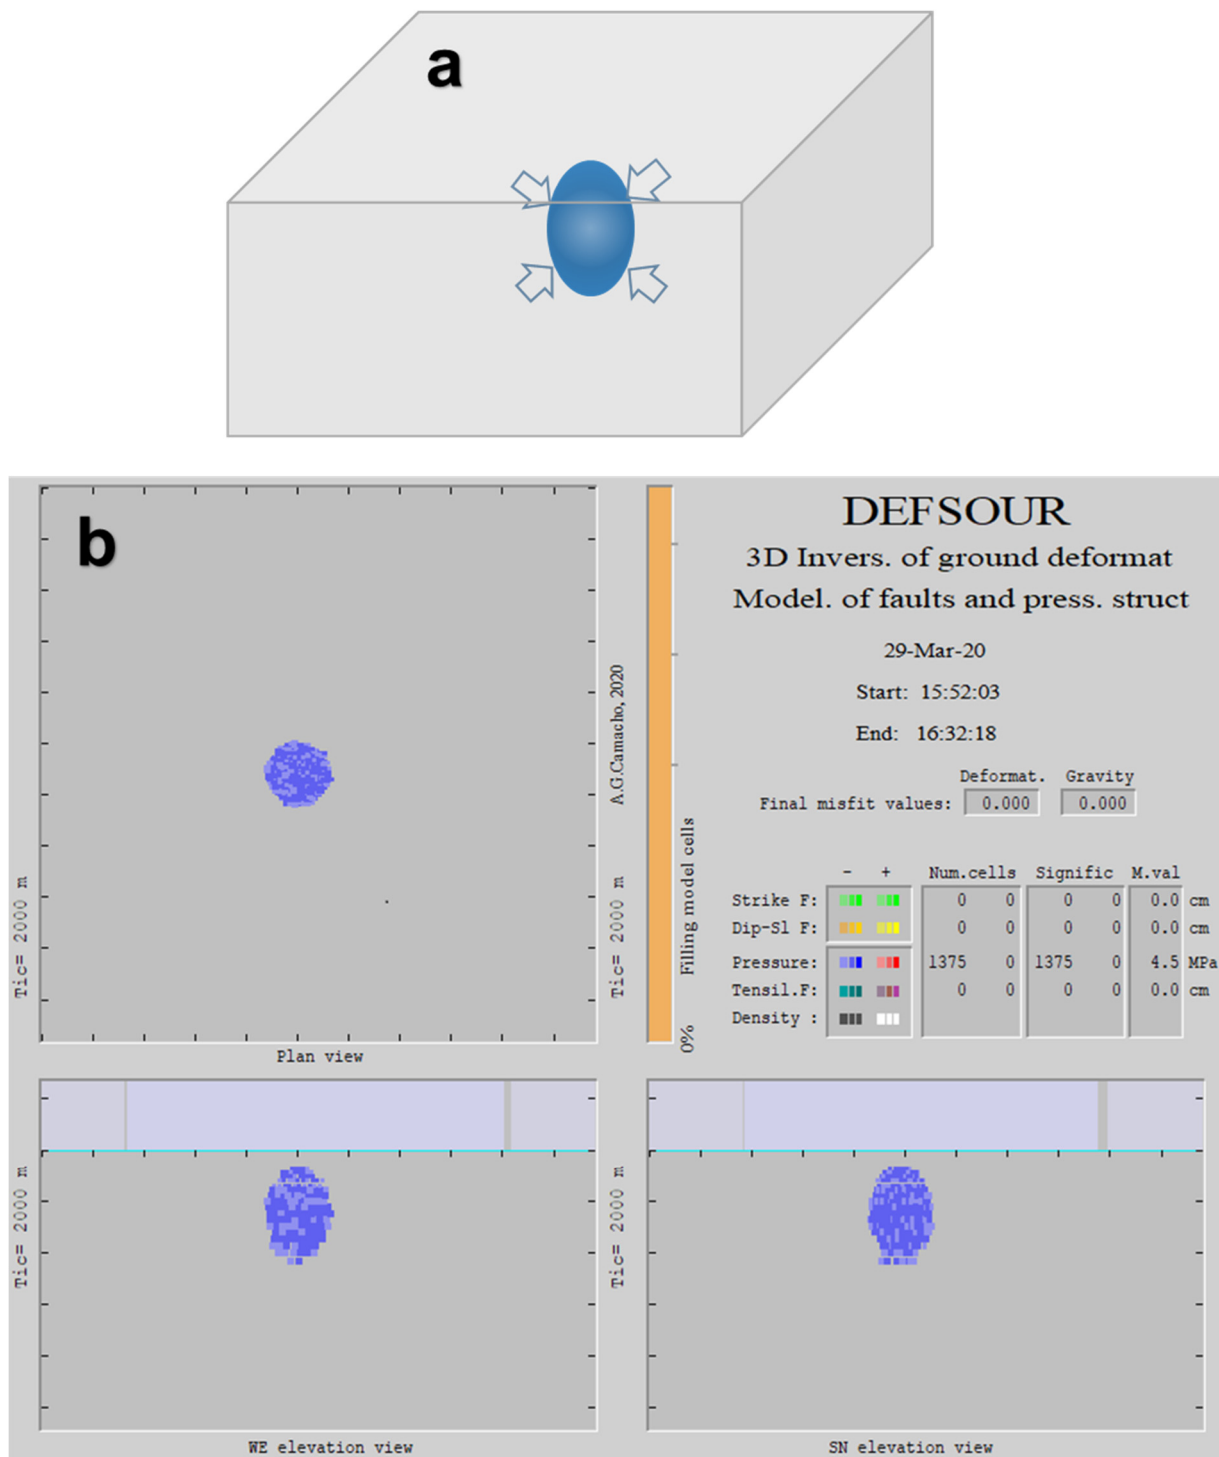 a
b
DEFSOUR
3D Invers. of ground deformat
Model. of faults and press. struct
29-Mar-20
Start: 15:52:03
End: 16:32:18
Deformat. Gravity
Final misfit values: 0.000 0.000
- + Num.cells Signific M.val
Strike F: 0 0 0 0 0.0 cm
Dip-Sl F: 0 0 0 0 0.0 cm
Pressure: 1375 0 1375 0 4.5 MPa
Tensil.F: 0 0 0 0 0.0 cm
Density :
A.G.Camacho, 2020
Tic= 2000 m
Tic= 2000 m
0% Filling model cells
Plan view
Tic= 2000 m
WE elevation view
Tic= 2000 m
SN elevation view